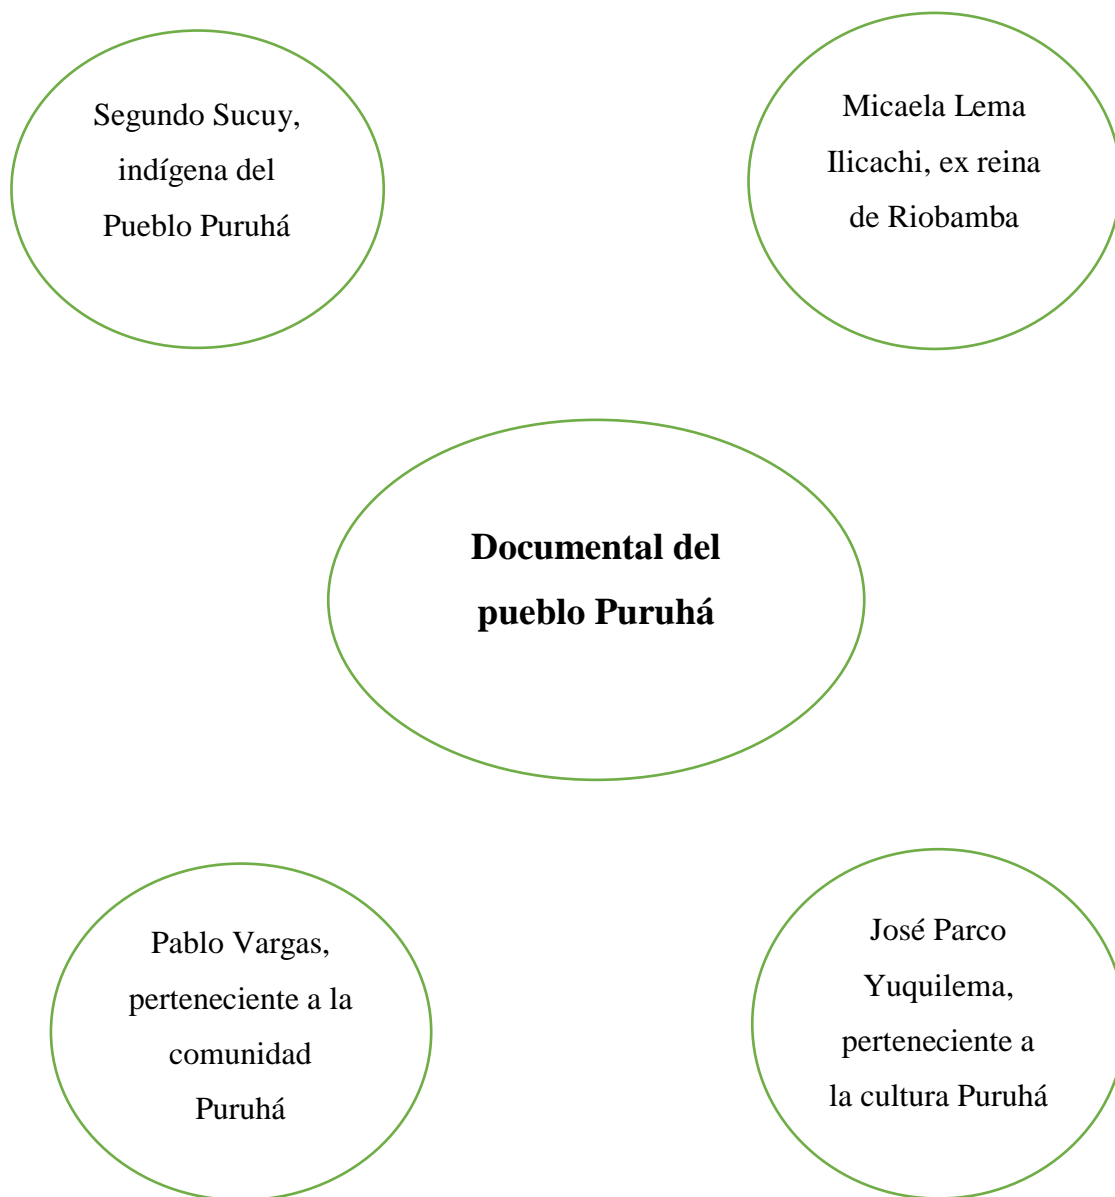 Segundo Sucuy,
indígena del
Pueblo Puruhá
Micaela Lema
Ilicachi, ex reina
de Riobamba
Documental del
pueblo Puruhá
Pablo Vargas,
perteneciente a la
comunidad
Puruhá
José Parco
Yuquilema,
perteneciente a
la cultura Puruhá